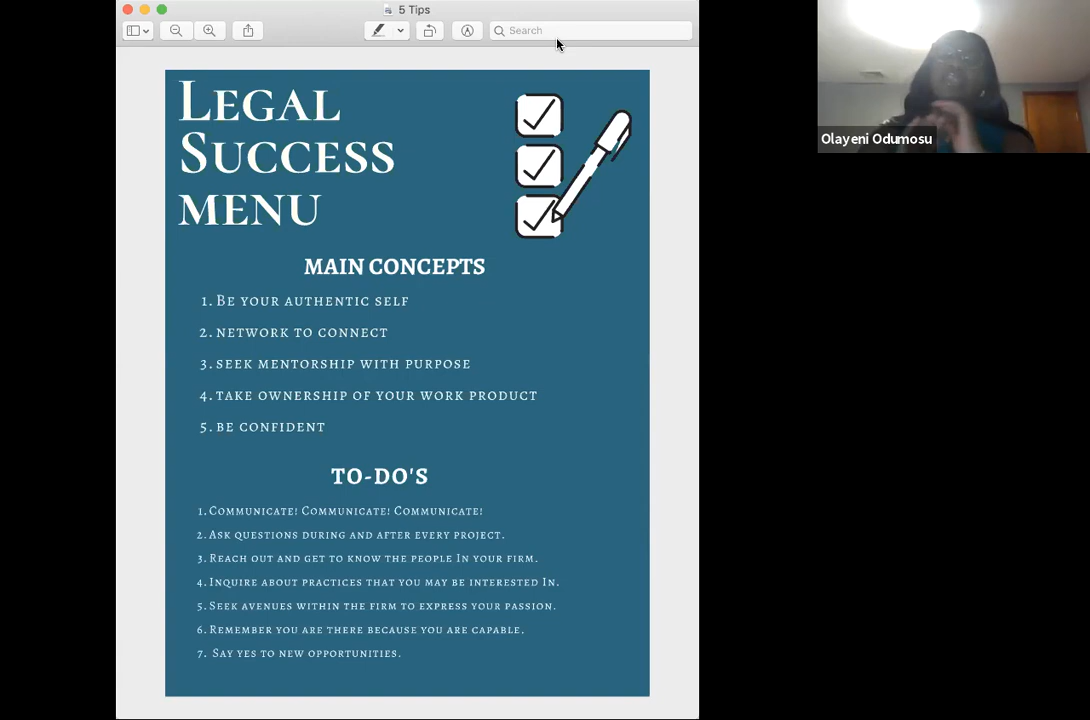 5 Tips
Search
Legal
Success
menu
MAIN CONCEPTS
1. Be your authentic self
2. network to connect
3. seek mentorship with purpose
4. take ownership of your work product
5. be confident
TO-DO'S
1. Communicate! Communicate! Communicate!
2. Ask questions during and after every project.
3. Reach out and get to know the people In your firm.
4. Inquire about practices that you may be interested In.
5. Seek avenues within the firm to express your passion.
6. Remember you are there because you are capable.
7. Say yes to new opportunities.
Olayeni Odumosu